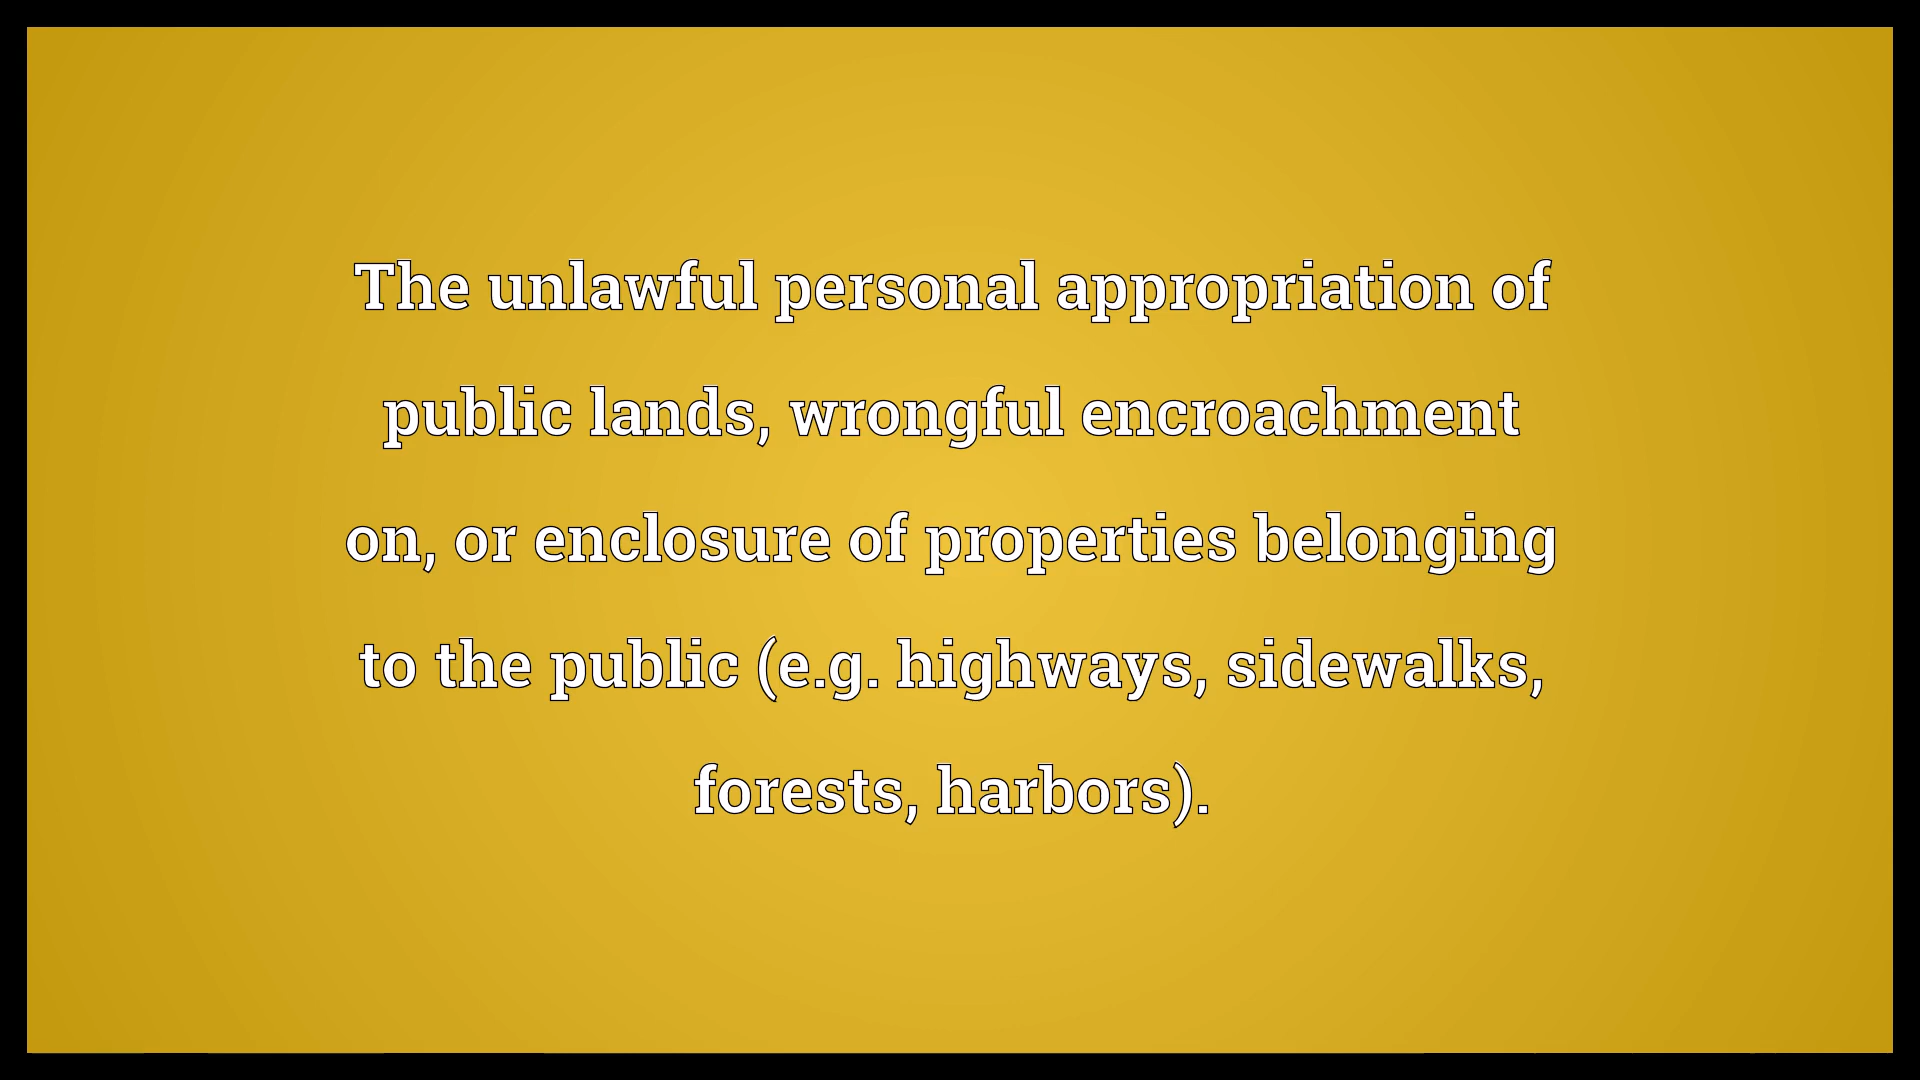 The unlawful personal appropriation of
public lands, wrongful encroachment
on, or enclosure of properties belonging
to the public (e.g. highways, sidewalks,
forests, harbors).